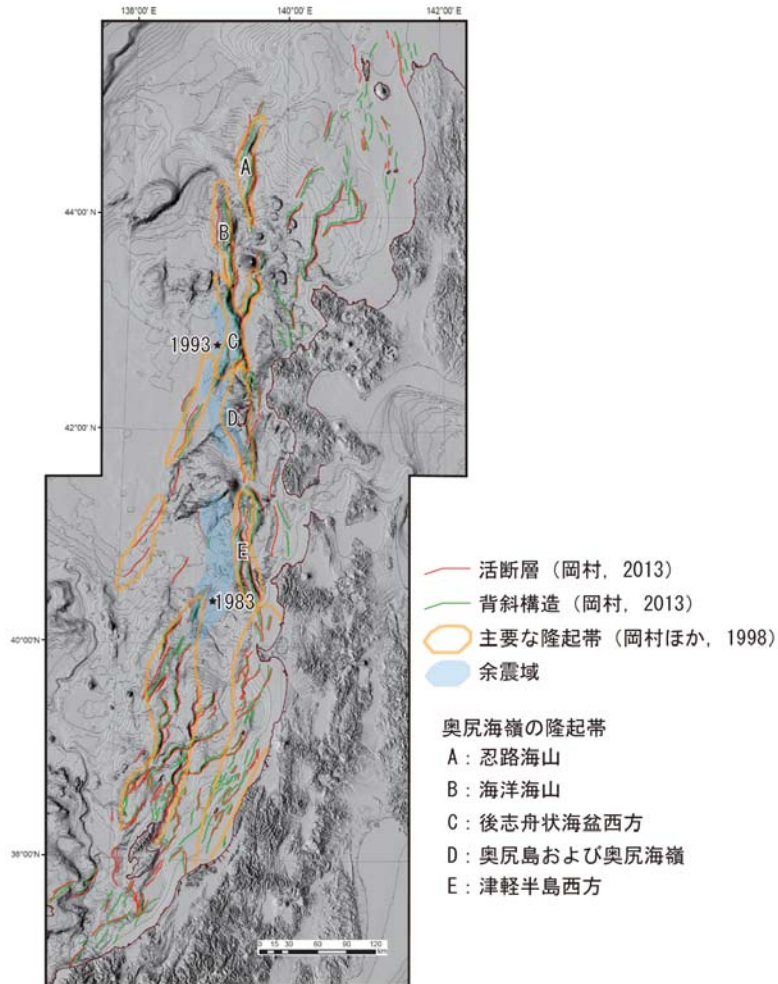 138°00' E
140°00' E
142°00' E
A
44°00' N
B
1993
C
42°00' N
D
E
1983
40°00' N
38°00'N
0 15 30 60 90 120
km
活断層 (岡村, 2013)
背斜構造 (岡村, 2013)
主要な隆起帯 (岡村ほか, 1998)
余震域
奥尻海嶺の隆起帯
A : 忍路海山
B : 海洋海山
C : 後志舟状海盆西方
D : 奥尻島および奥尻海嶺
E : 津軽半島西方